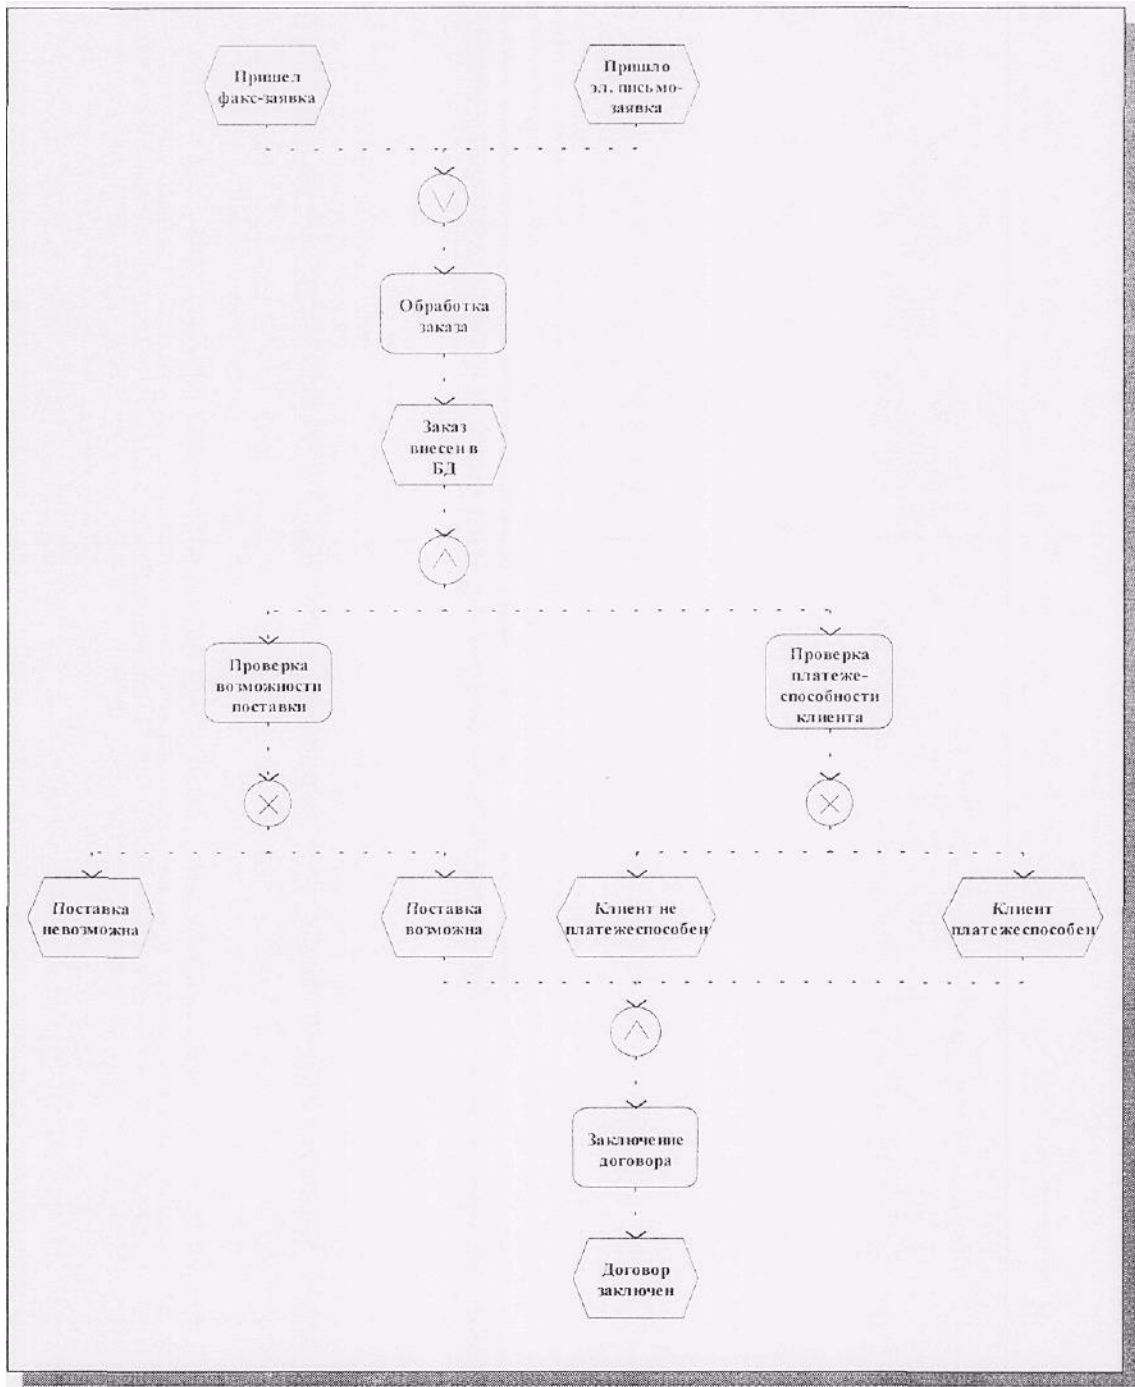 Пришел
факс-заявка
Пришло
эл. письмо-
заявка
Обработка
заказа
Заказ
внесен в
БД
Проверка
возможности
поставки
Проверка
платеже-
способности
клиента
Поставка
невозможна
Поставка
возможна
Клиент не
платежеспособен
Клиент
платежеспособен
Заключение
договора
Договор
заключен